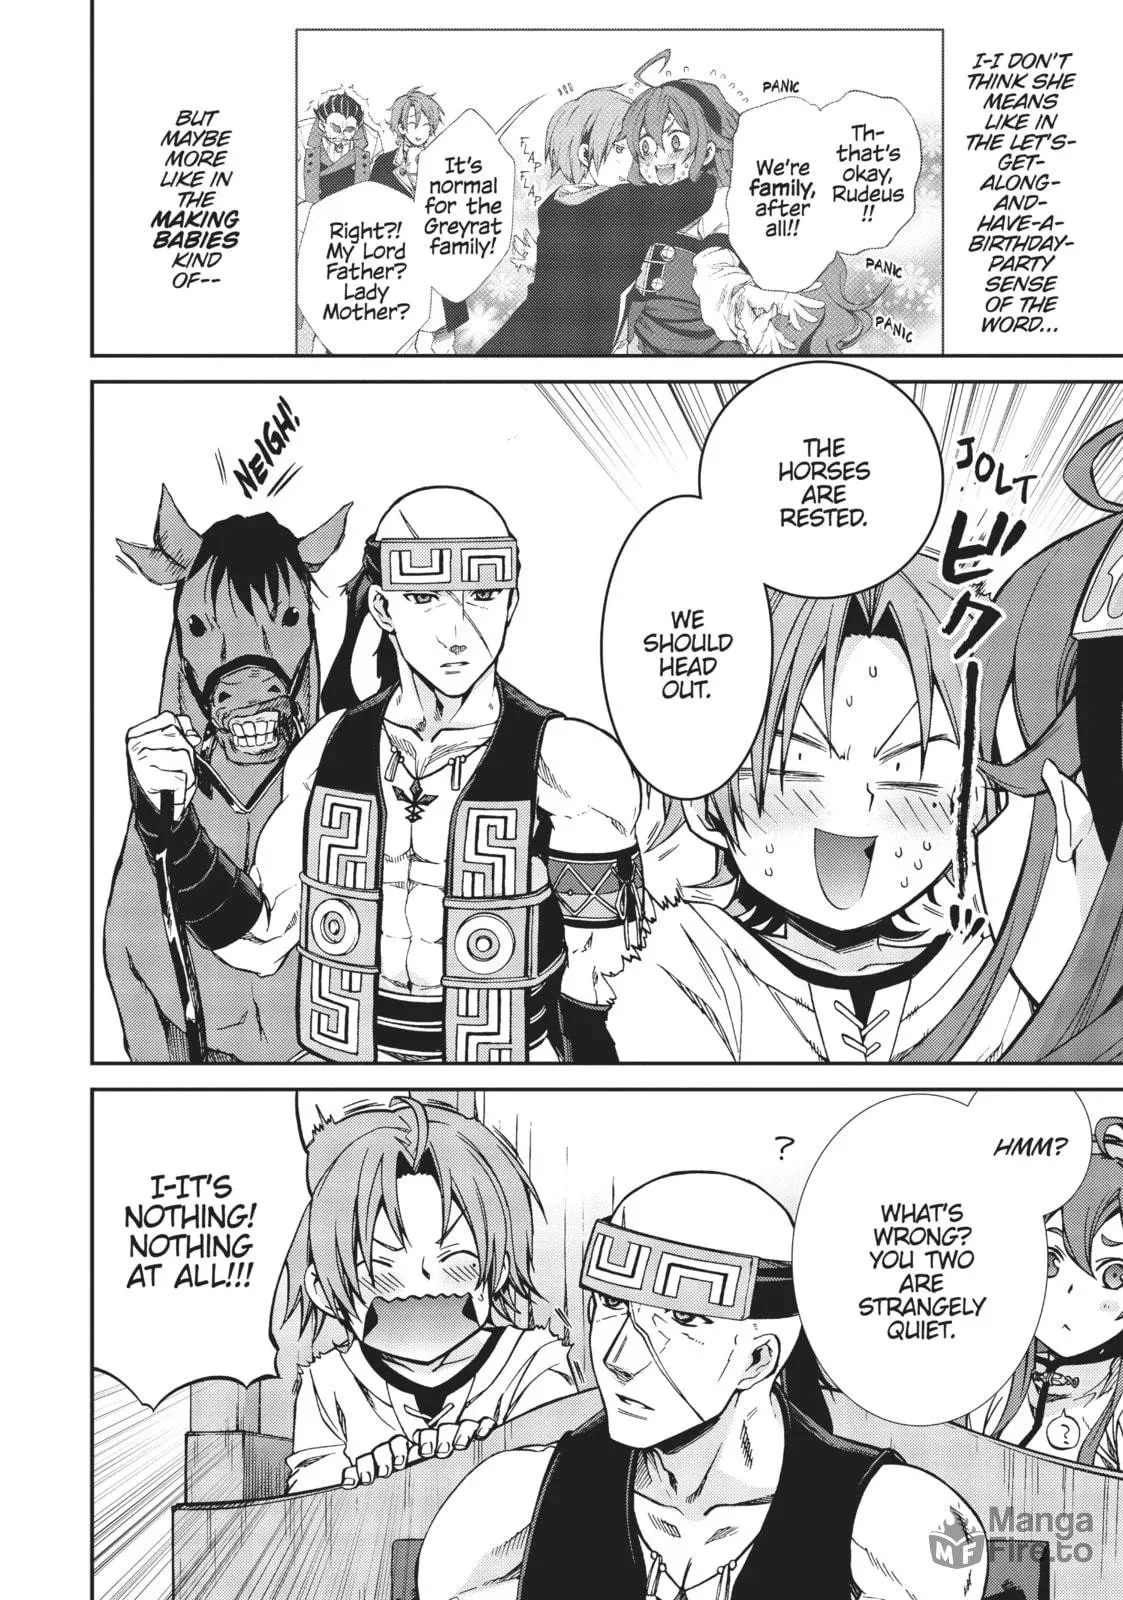 I-I DON'T
THINK SHE
MEANS
LIKE IN
THE LET'S-
GET-
ALONG-
AND-
HAVE-A-
BIRTHDAY-
PARTY
SENSE
OF THE
WORD...
PANIC
Th-
that's
okay,
Rudeus
!!
We're
family,
after
all!!
PANIC
PANIC
FLAP
FLAP
It's
normal
for the
Greyrat
family!
Right?!
My Lord
Father?
Lady
Mother?
BUT
MAYBE
MORE
LIKE IN
THE
MAKING
BABIES
KIND
OF--
JOLT
ビクーッ
THE
HORSES
ARE
RESTED.
WE
SHOULD
HEAD
OUT.
NEIGH!
HMM?
?
WHAT'S
WRONG?
YOU TWO
ARE
STRANGELY
QUIET.
?
I-IT'S
NOTHING!
NOTHING
AT ALL!!!
MF
Manga
Fire.to